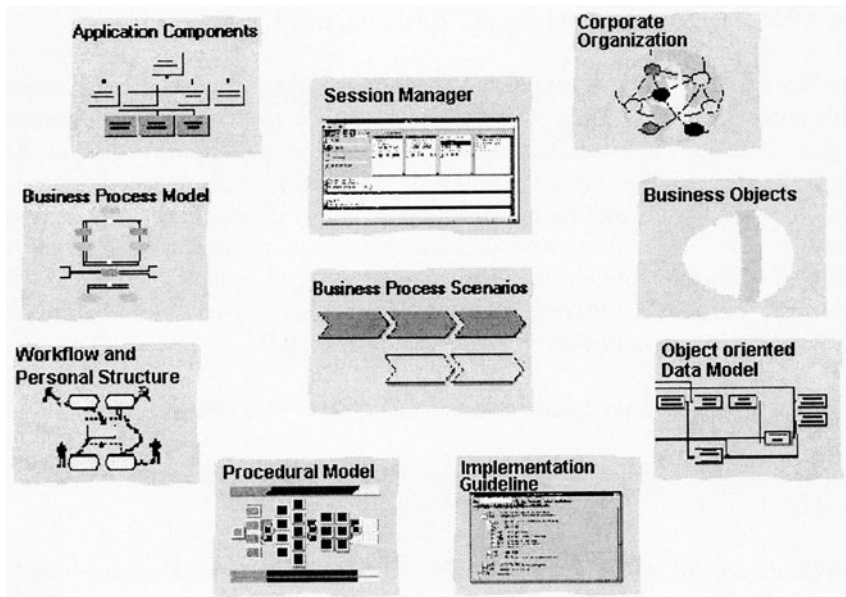 Application Components
Corporate
Organization
Session Manager
Business Process Model
Business Objects
Business Process Scenarios
Workflow and
Personal Structure
Object oriented
Data Model
Procedural Model
Implementation
Guideline